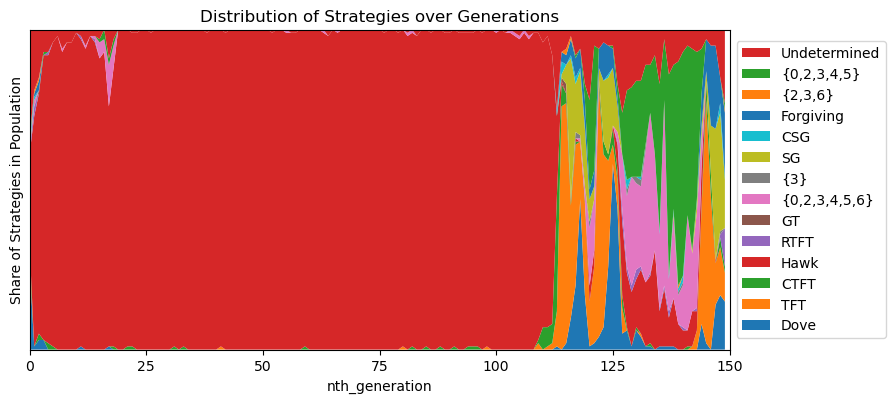 Distribution of Strategies over Generations
Share of Strategies in Population
0 25 50 75 100 125 150
nth_generation
Undetermined
{0,2,3,4,5}
{2,3,6}
Forgiving
CSG
SG
{3}
{0,2,3,4,5,6}
GT
RTFT
Hawk
CTFT
TFT
Dove